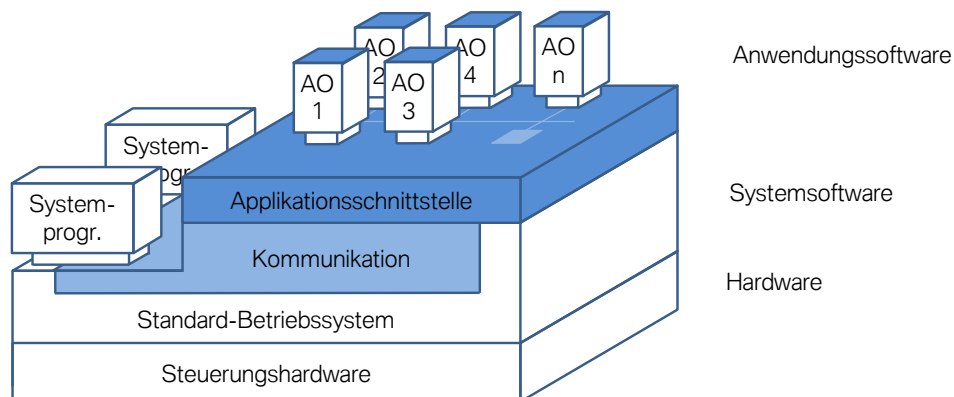 AO
2
AO
4
AO
n
Anwendungssoftware
AO
1
AO
3
System-
System-
progr.
Applikationsschnittstelle
Systemsoftware
Kommunikation
Hardware
Standard-Betriebssystem
Steuerungshardware